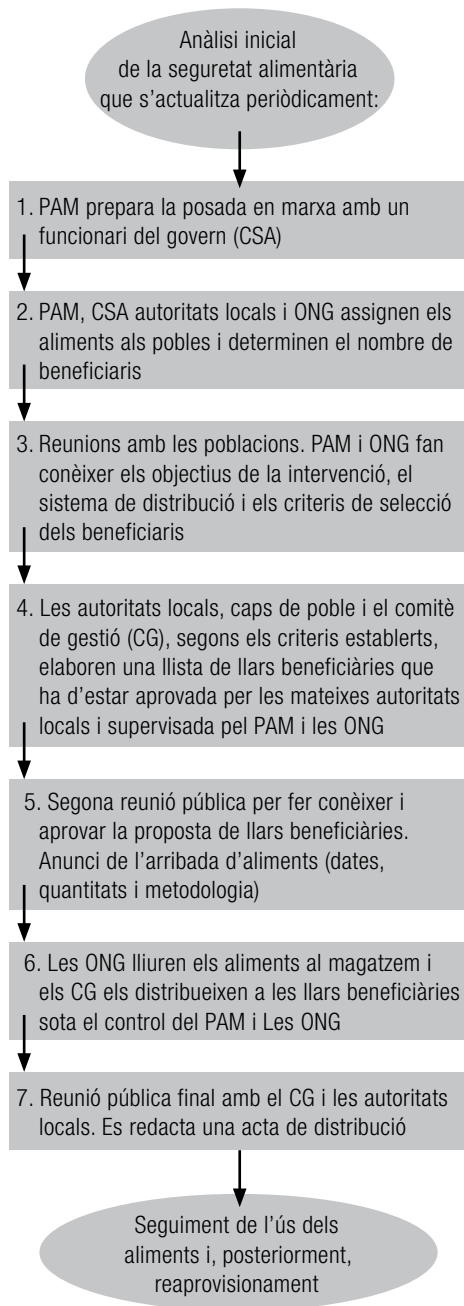 Anàlisi inicial
de la seguretat alimentària
que s'actualitza periòdicament:
1. PAM prepara la posada en marxa amb un
funcionari del govern (CSA)
2. PAM, CSA autoritats locals i ONG assignen els
aliments als pobles i determinen el nombre de
beneficiaris
3. Reunions amb les poblacions. PAM i ONG fan
conèixer els objectius de la intervenció, el
sistema de distribució i els criteris de selecció
dels beneficiaris
4. Les autoritats locals, caps de poble i el comitè
de gestió (CG), segons els criteris establerts,
elaboren una llista de llars beneficiàries que
ha d'estar aprovada per les mateixes autoritats
locals i supervisada pel PAM i les ONG
5. Segona reunió pública per fer conèixer i
aprovar la proposta de llars beneficiàries.
Anunci de l'arribada d'aliments (dates,
quantitats i metodologia)
6. Les ONG lliuren els aliments al magatzem i
els CG els distribueixen a les llars beneficiàries
sota el control del PAM i Les ONG
7. Reunió pública final amb el CG i les autoritats
locals. Es redacta una acta de distribució
Seguiment de l'ús dels
aliments i, posteriorment,
reaprovisionament